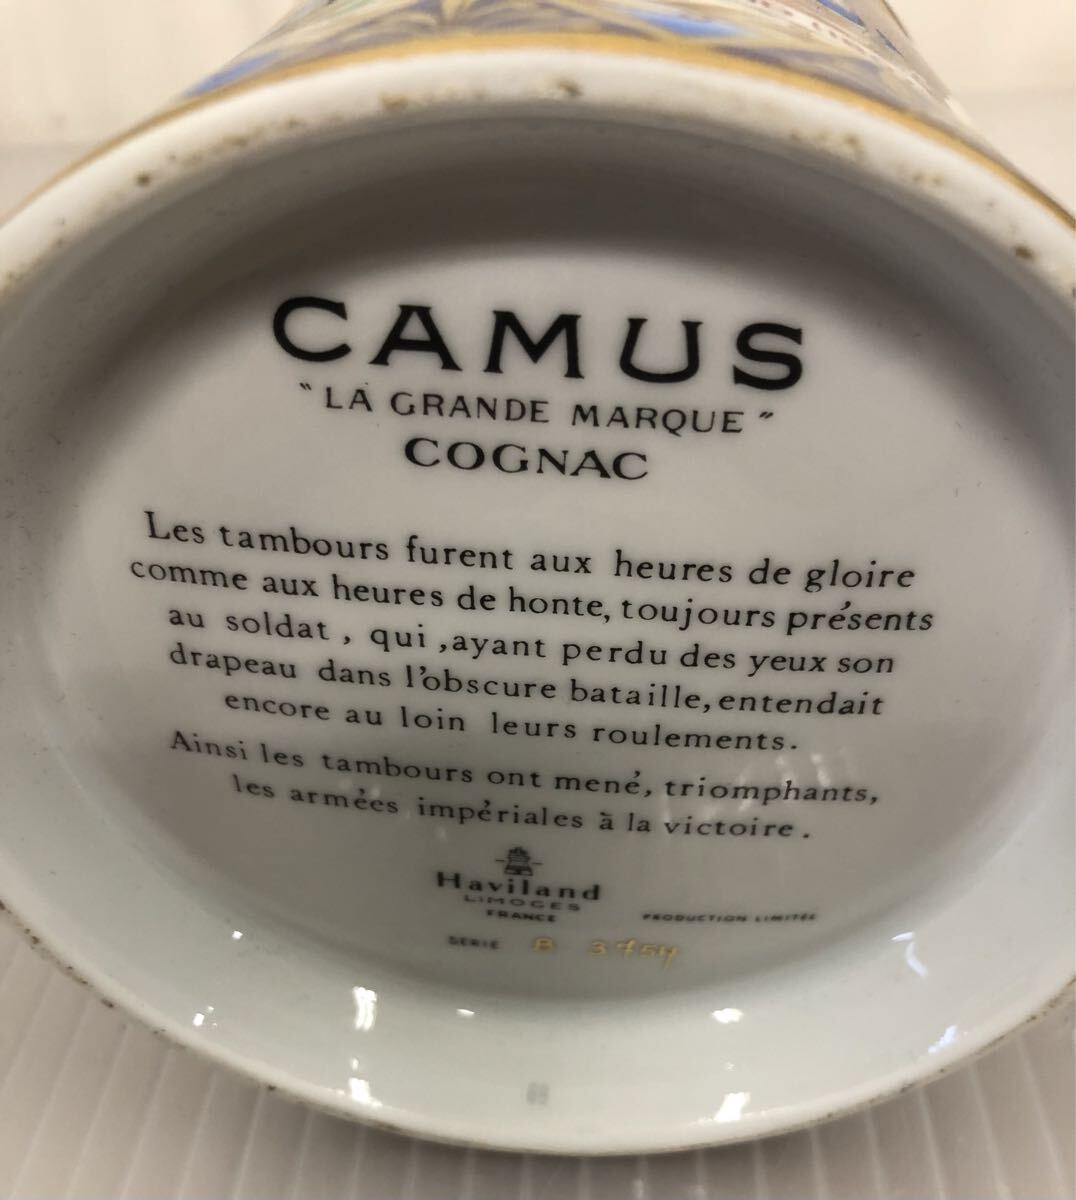 CAMUS
"LA GRANDE MARQUE"
COGNAC
Les tambours furent aux heures de gloire
comme aux heures de honte, toujours présents
au soldat, qui, ayant perdu des yeux son
drapeau dans l'obscure bataille, entendait
encore au loin leurs roulements.
Ainsi les tambours ont mené, triomphants,
les armées impériales à la victoire.
Haviland
LIMOGES
FRANCE
PRODUCTION LIMITÉE
SERIE B 3754